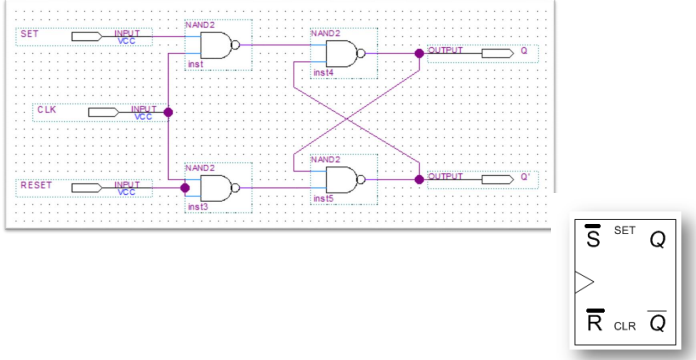 NAND2
NAND2
SET INPUT VCC
OUTPUT Q
inst
inst4
CLK INPUT VCC
NAND2
NAND2
RESET INPUT VCC
OUTPUT Q'
inst3
inst5
S̅ SET Q
R̅ CLR Q̅